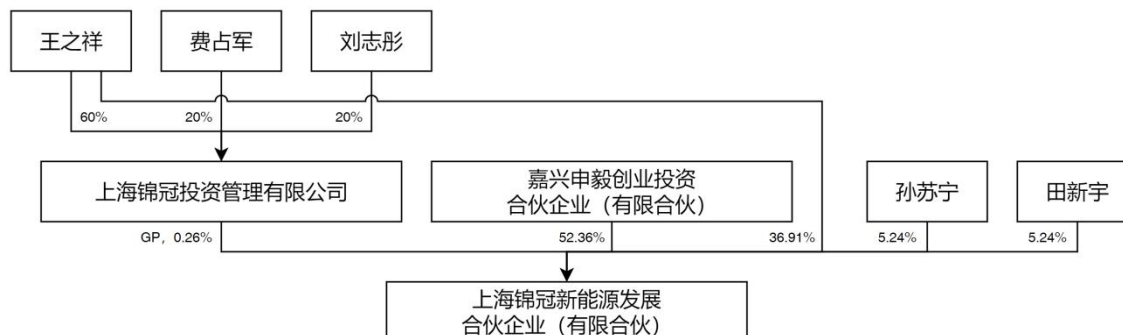 王之祥
费占军
刘志彤
60%
20%
20%
上海锦冠投资管理有限公司
嘉兴申毅创业投资
合伙企业（有限合伙）
孙苏宁
田新宇
GP，0.26%
52.36%
36.91%
5.24%
5.24%
上海锦冠新能源发展
合伙企业（有限合伙）